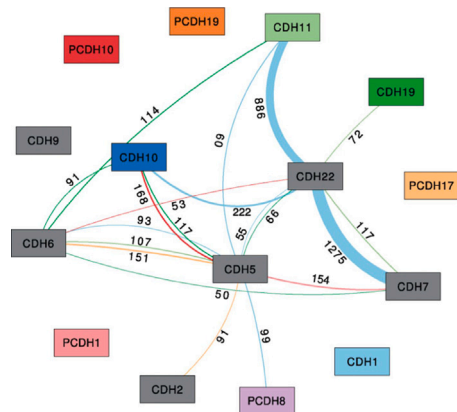 PCDH19
CDH11
PCDH10
CDH19
114
886
CDH9
72
CDH10
60
91
CDH22
PCDH17
168
53
222
93
117
55
66
117
CDH6
107
151
CDH5
1275
154
CDH7
50
PCDH1
91
99
CDH1
CDH2
PCDH8